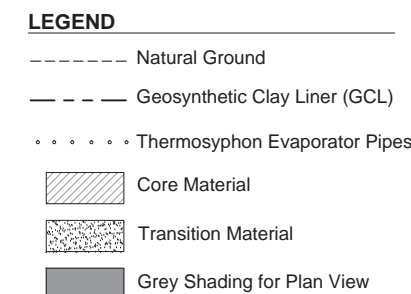 LEGEND
Natural Ground
Geosynthetic Clay Liner (GCL)
Thermosyphon Evaporator Pipes
Core Material
Transition Material
Grey Shading for Plan View